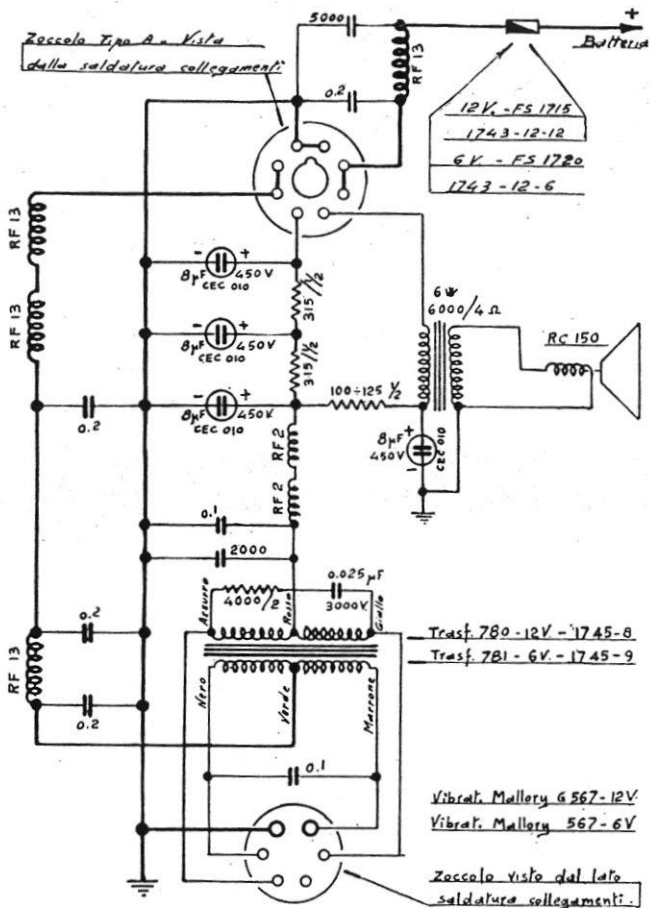 Zoccolo Tipo A - Vista
dalla saldatura collegamenti
5000
RF 13
+
Batteria
0.2
12 V. - FS 1715
1743-12-12
6 V. - FS 1720
1743-12-6
RF 13
- +
8µF 450V
CEC 010
315 1/2
RF 13
- +
8µF 450V
CEC 010
315 1/2
6 W
6000/4 Ω
RC 150
- +
8µF 450V
CEC 010
100÷125 1/2
0.2
8µF +
450V
-
CEC 010
RF 2
RF 2
0.1
2000
Azzurro
4000/2
Rosso
0.025 µF
3000V.
Giallo
0.2
Trasf. 780-12V-1745-8
Trasf. 781-6V.-1745-9
RF 13
0.2
Nero
Verde
Marrone
0.1
Vibrat. Mallory G 567-12V
Vibrat. Mallory 567-6V
Zoccolo visto dal lato
saldatura collegamenti.